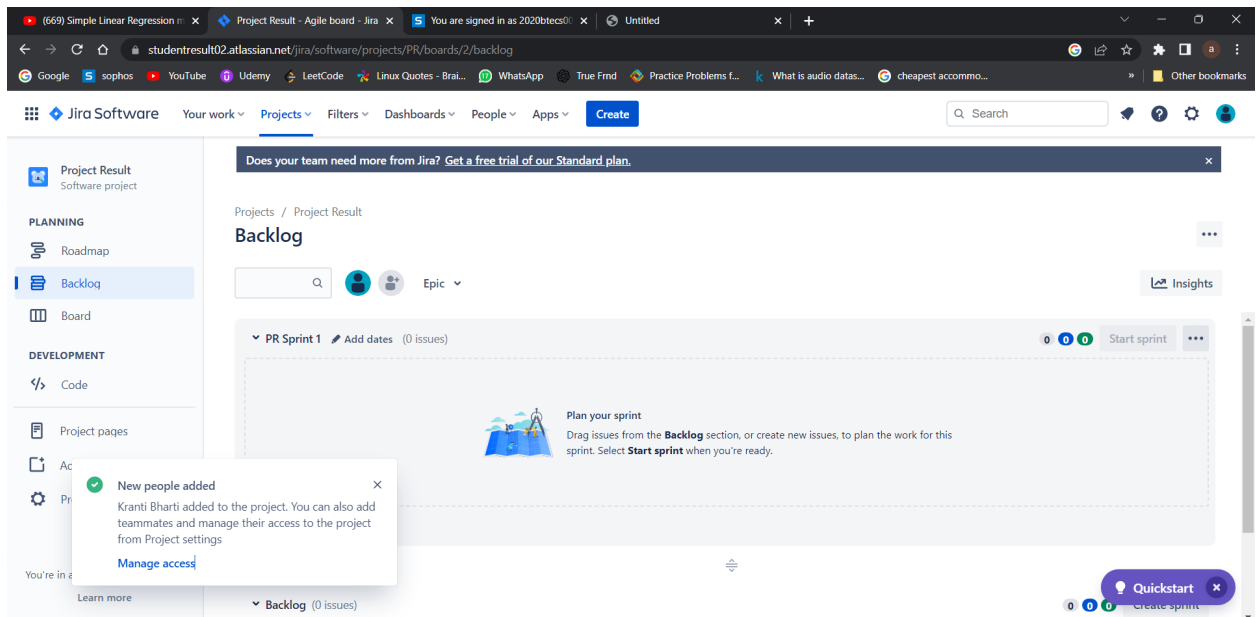 (669) Simple Linear Regression m
Project Result - Agile board - Jira
You are signed in as 2020btecs00
Untitled
studentresult02.atlassian.net/jira/software/projects/PR/boards/2/backlog
a
Google
sophos
YouTube
Udemy
LeetCode
Linux Quotes - Brai...
WhatsApp
True Frnd
Practice Problems f...
What is audio datas...
cheapest accommo...
»
Other bookmarks
Jira Software
Your work
Projects
Filters
Dashboards
People
Apps
Create
Search
Does your team need more from Jira? Get a free trial of our Standard plan.
Project Result
Software project
PLANNING
Roadmap
Backlog
Board
DEVELOPMENT
Code
Project pages
Projects / Project Result
Backlog
Epic
Insights
PR Sprint 1 Add dates (0 issues)
0 0 0 Start sprint
Plan your sprint
Drag issues from the Backlog section, or create new issues, to plan the work for this
sprint. Select Start sprint when you're ready.
New people added
Kranti Bharti added to the project. You can also add
teammates and manage their access to the project
from Project settings
Manage access
You're in a
Learn more
Backlog (0 issues)
0 0 0 Create sprint
Quickstart